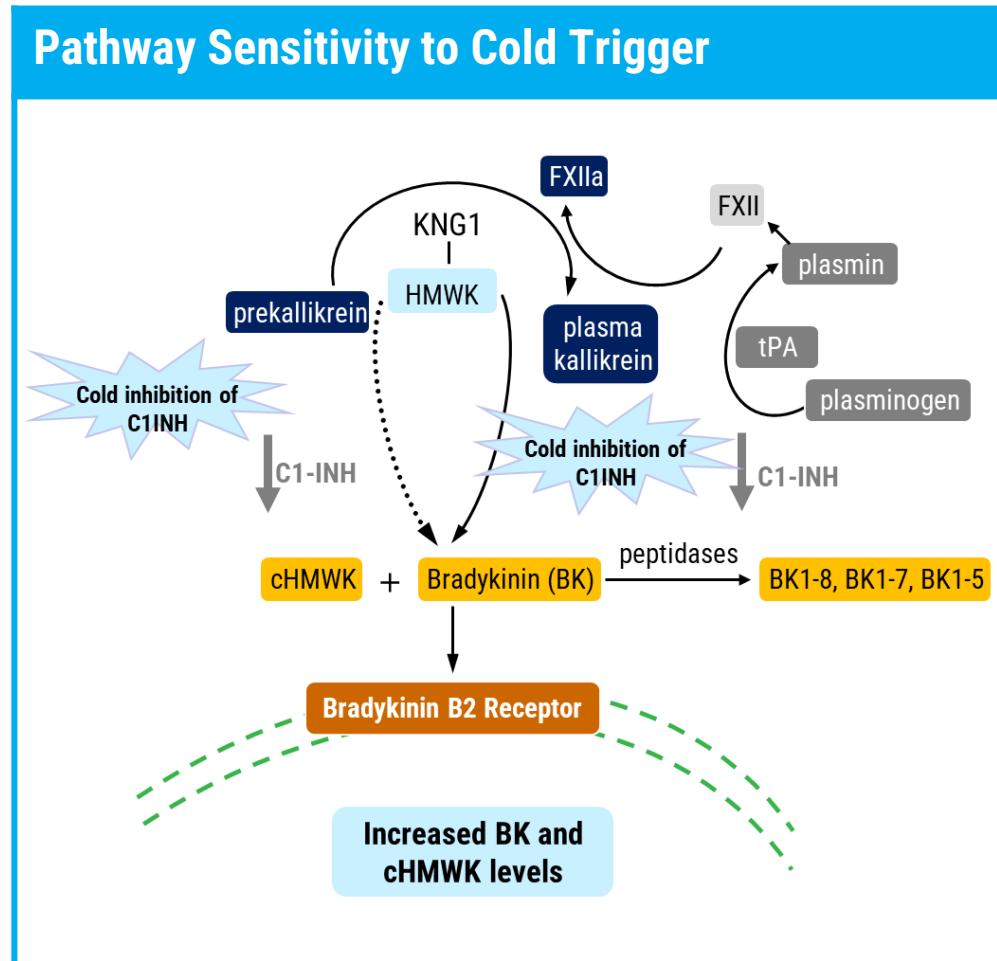 Pathway Sensitivity to Cold Trigger
FXIIa
FXII
KNG1
plasmin
HMWK
prekallikrein
plasma
kallikrein
tPA
plasminogen
Cold inhibition of
C1INH
C1-INH
Cold inhibition of
C1INH
C1-INH
peptidases
cHMWK + Bradykinin (BK)
BK1-8, BK1-7, BK1-5
Bradykinin B2 Receptor
Increased BK and
cHMWK levels